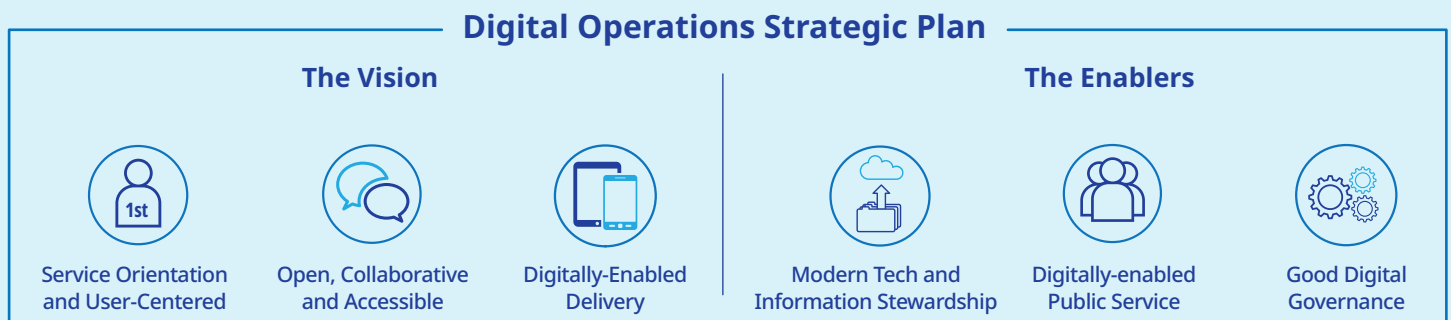 Digital Operations Strategic Plan
The Vision
1st
Service Orientation
and User-Centered
Open, Collaborative
and Accessible
Digitally-Enabled
Delivery
The Enablers
Modern Tech and
Information Stewardship
Digitally-enabled
Public Service
Good Digital
Governance